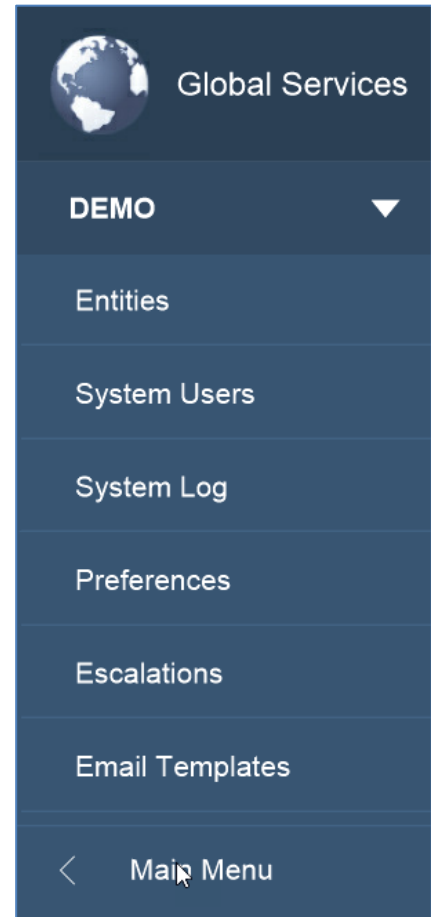 Global Services
DEMO
Entities
System Users
System Log
Preferences
Escalations
Email Templates
Main Menu